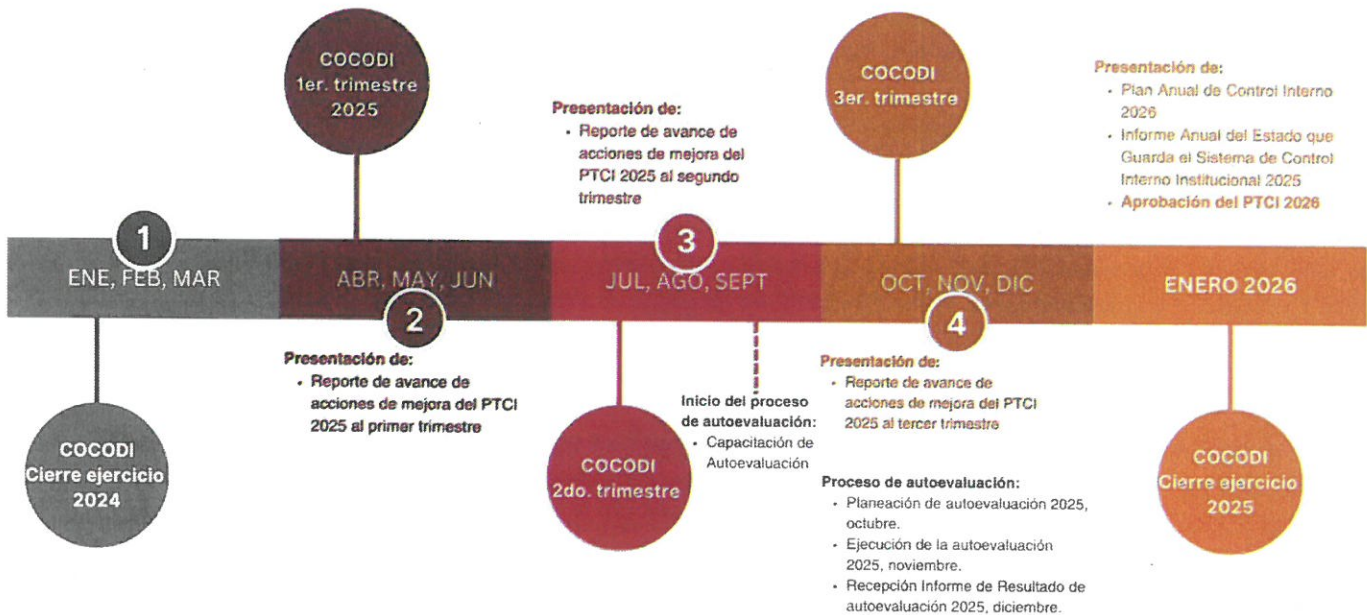 COCODI
1er. trimestre
2025
COCODI
3er. trimestre
Presentación de:
• Plan Anual de Control Interno
2026
• Informe Anual del Estado que
Guarda el Sistema de Control
Interno Institucional 2025
• Aprobación del PTCI 2026
Presentación de:
• Reporte de avance de
acciones de mejora del
PTCI 2025 al segundo
trimestre
1
3
ENE, FEB, MAR
ABR, MAY, JUN
JUL, AGO, SEPT
OCT, NOV, DIC
ENERO 2026
2
4
Presentación de:
• Reporte de avance de
acciones de mejora del PTCI
2025 al primer trimestre
Inicio del proceso
de autoevaluación:
• Capacitación de
Autoevaluación
Presentación de:
• Reporte de avance de
acciones de mejora del PTCI
2025 al tercer trimestre
COCODI
Cierre ejercicio
2024
COCODI
2do. trimestre
COCODI
Cierre ejercicio
2025
Proceso de autoevaluación:
• Planeación de autoevaluación 2025,
octubre.
• Ejecución de la autoevaluación
2025, noviembre.
• Recepción Informe de Resultado de
autoevaluación 2025, diciembre.